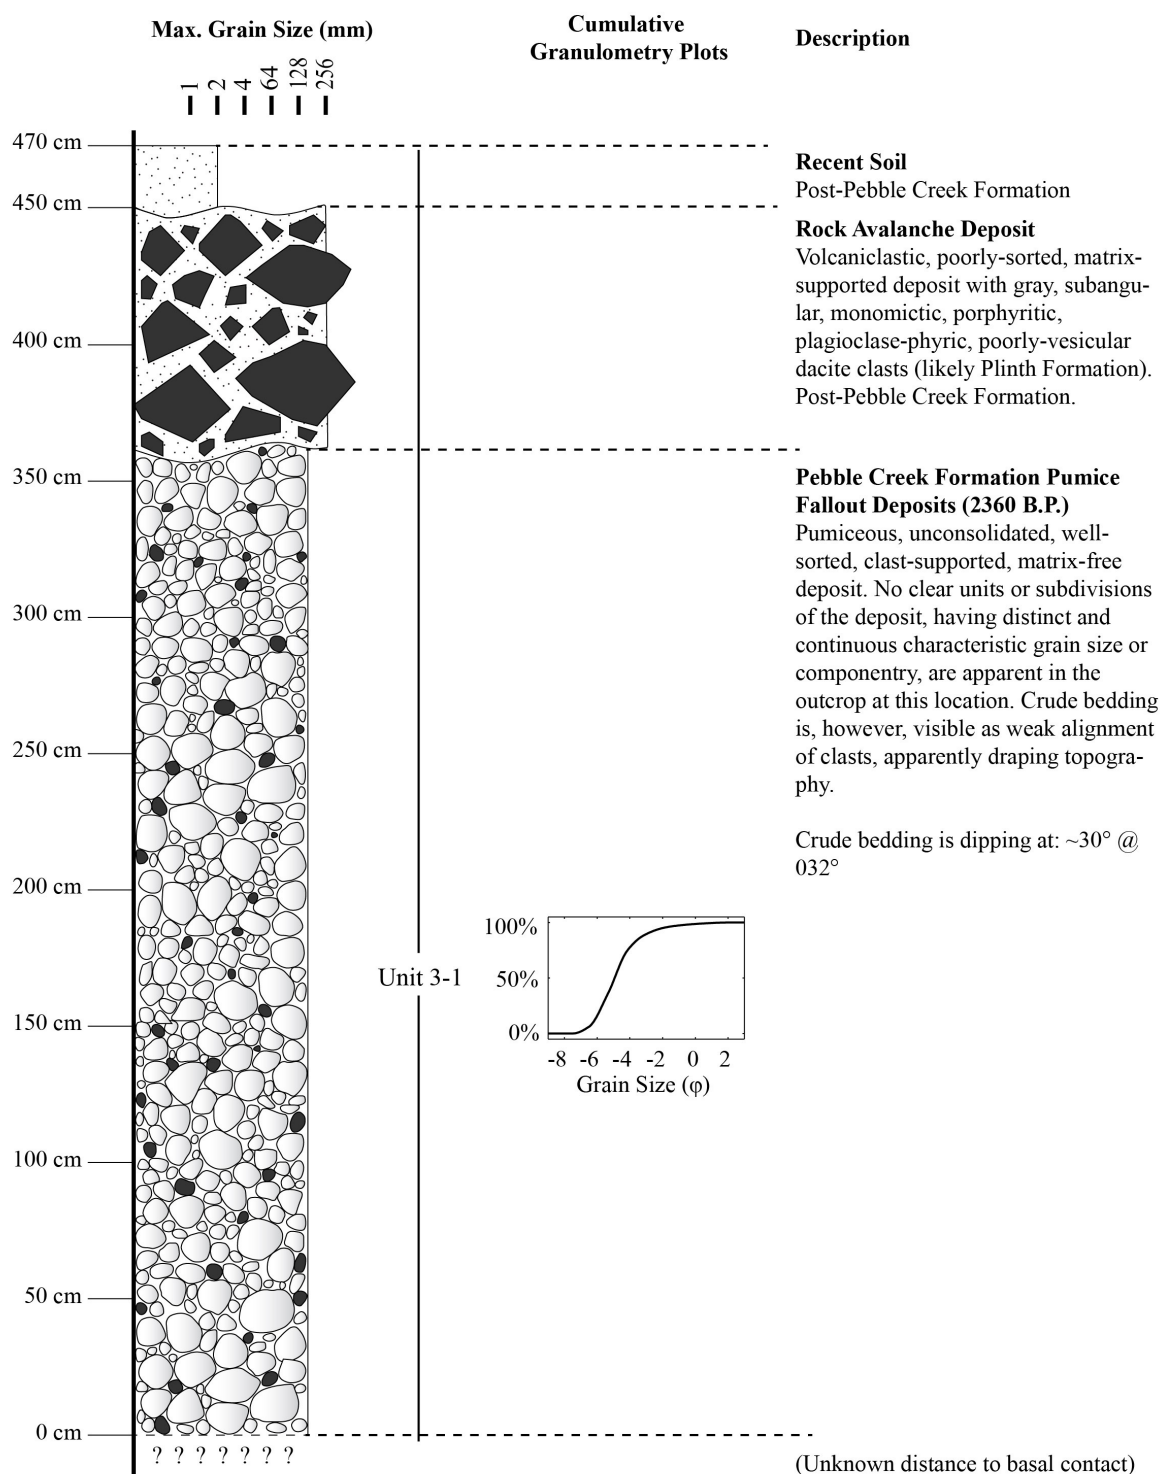 Max. Grain Size (mm)
Cumulative
Granulometry Plots
Description
1
2
4
64
128
256
470 cm
450 cm
400 cm
350 cm
300 cm
250 cm
200 cm
150 cm
100 cm
50 cm
0 cm
? ? ? ? ? ? ?
Unit 3-1
100%
50%
0%
-8 -6 -4 -2 0 2
Grain Size (φ)
Recent Soil
Post-Pebble Creek Formation
Rock Avalanche Deposit
Volcaniclastic, poorly-sorted, matrix-
supported deposit with gray, subangu-
lar, monomictic, porphyritic,
plagioclase-phyric, poorly-vesicular
dacite clasts (likely Plinth Formation).
Post-Pebble Creek Formation.
Pebble Creek Formation Pumice
Fallout Deposits (2360 B.P.)
Pumiceous, unconsolidated, well-
sorted, clast-supported, matrix-free
deposit. No clear units or subdivisions
of the deposit, having distinct and
continuous characteristic grain size or
componentry, are apparent in the
outcrop at this location. Crude bedding
is, however, visible as weak alignment
of clasts, apparently draping topogra-
phy.
Crude bedding is dipping at: ~30° @
032°
(Unknown distance to basal contact)